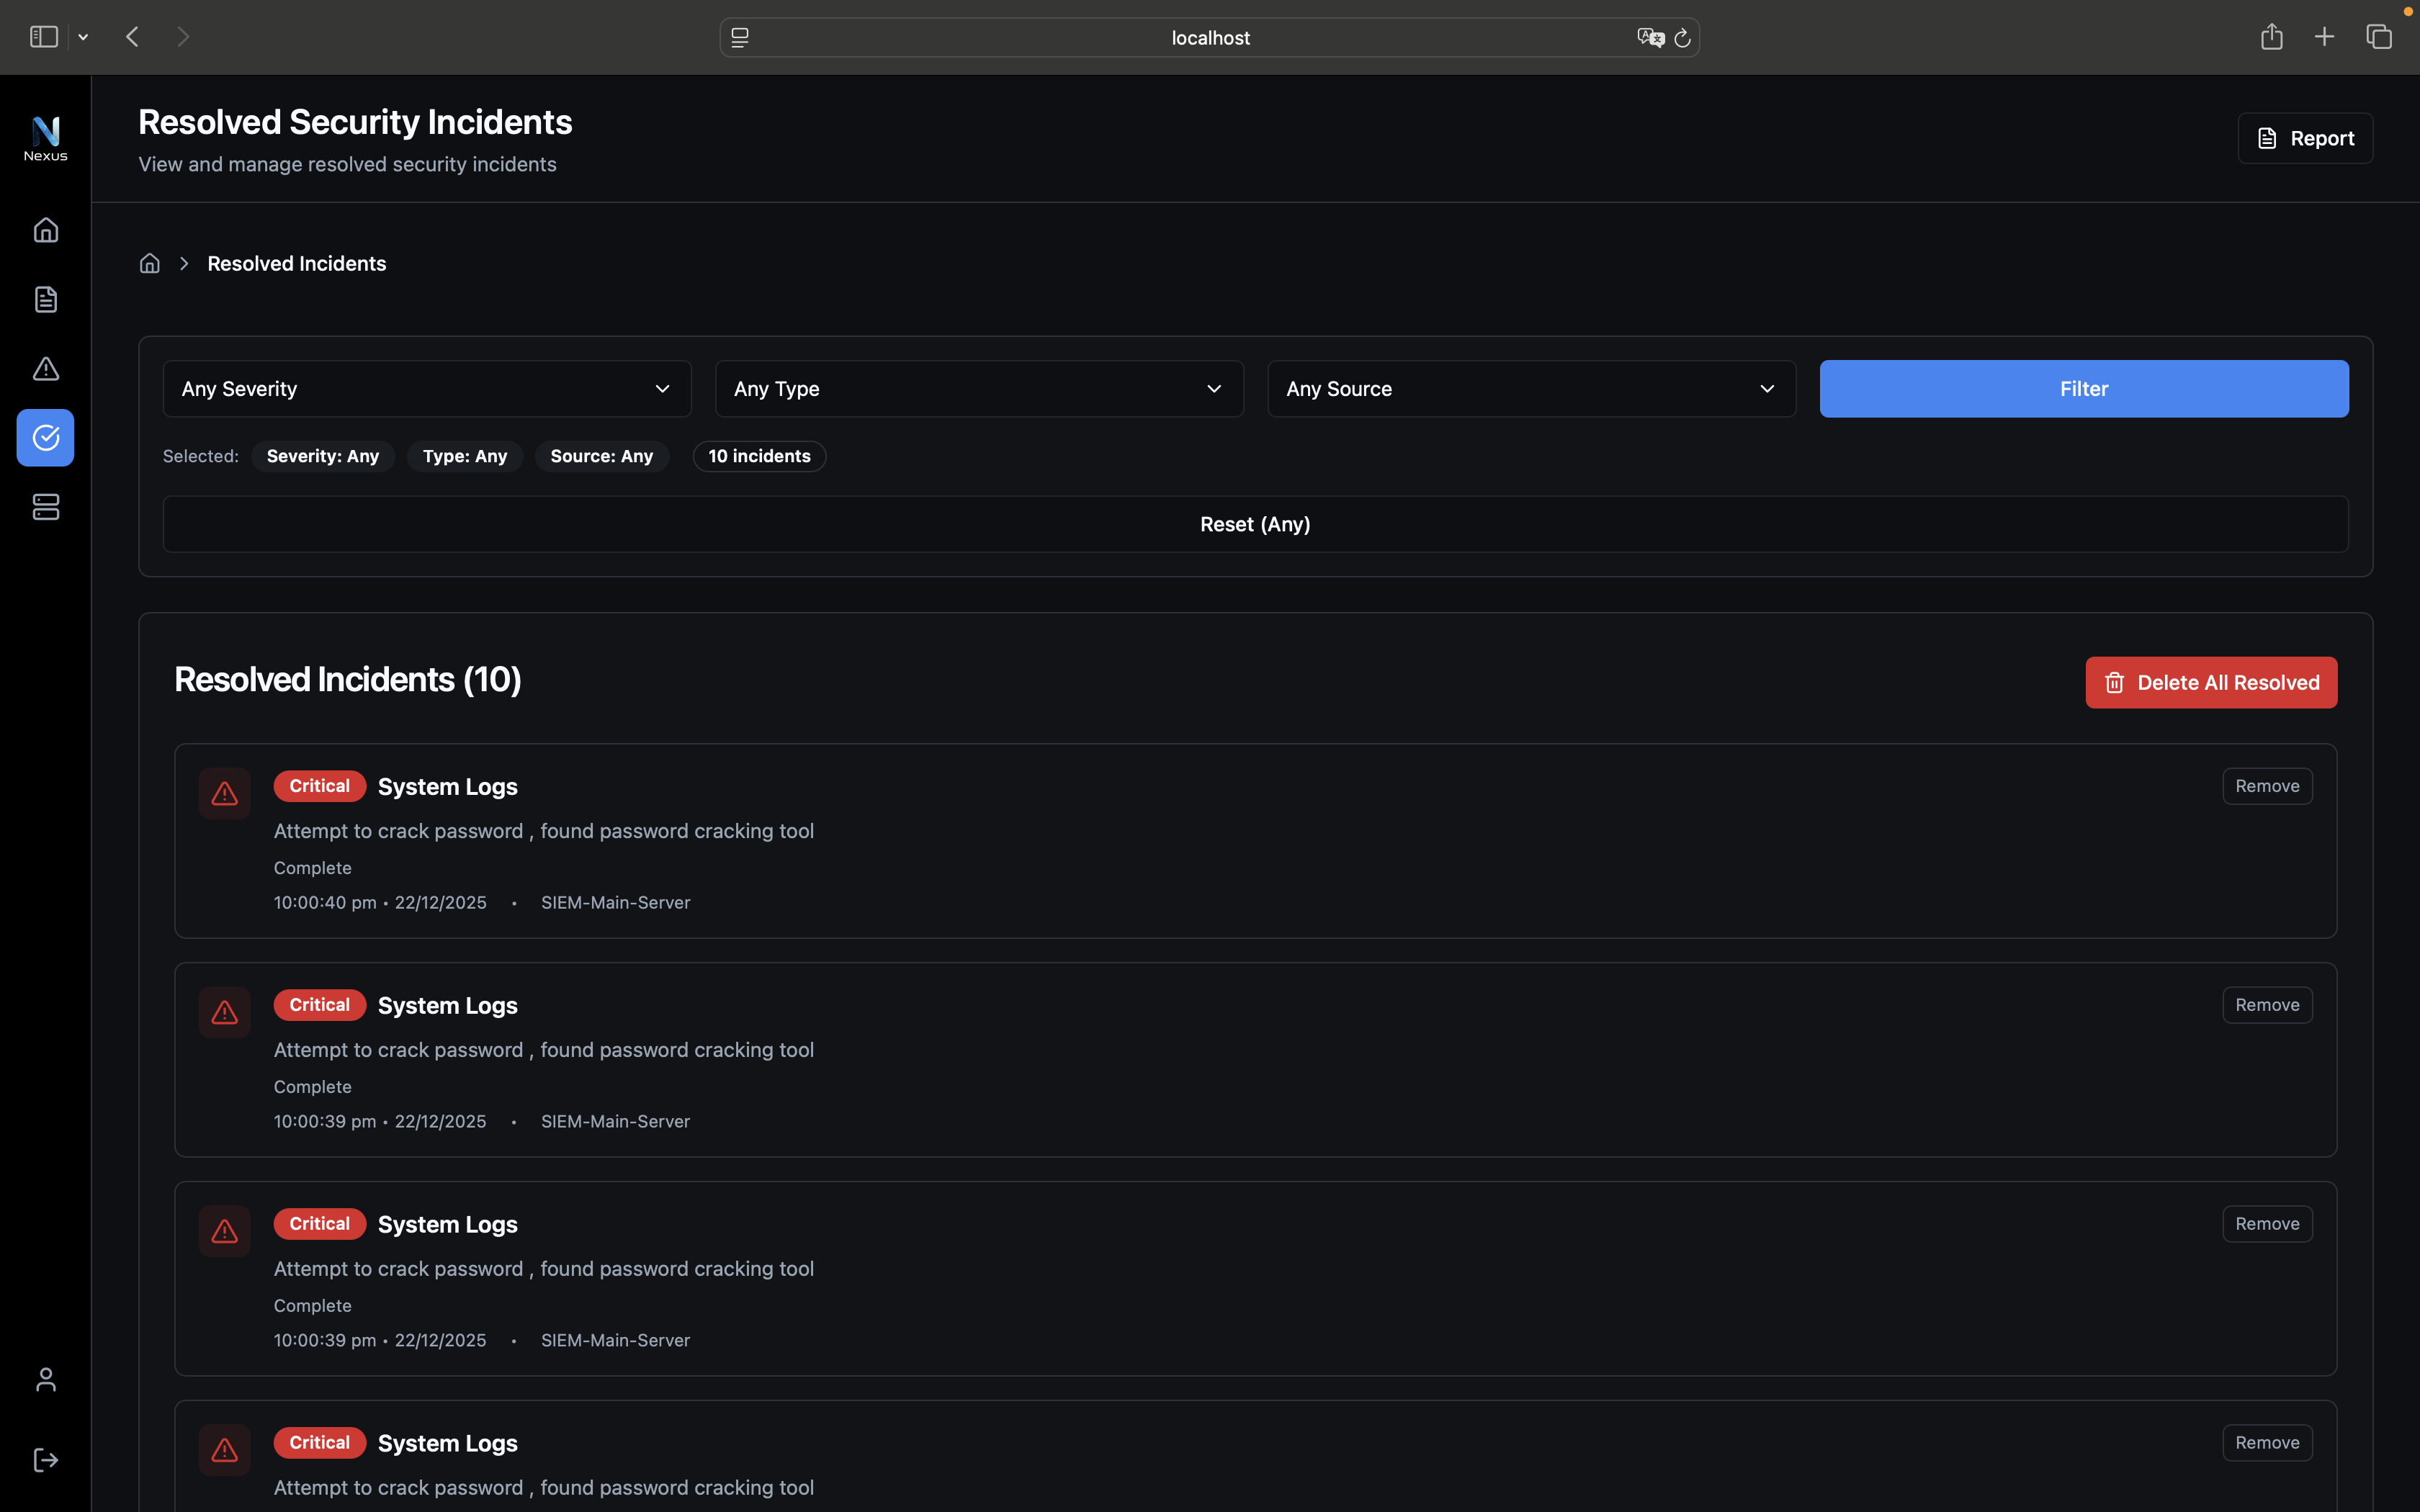 localhost
Nexus
Resolved Security Incidents
View and manage resolved security incidents
Report
Resolved Incidents
Any Severity
Any Type
Any Source
Filter
Selected: Severity: Any Type: Any Source: Any 10 incidents
Reset (Any)
Resolved Incidents (10)
Delete All Resolved
Critical System Logs
Remove
Attempt to crack password , found password cracking tool
Complete
10:00:40 pm • 22/12/2025 • SIEM-Main-Server
Critical System Logs
Remove
Attempt to crack password , found password cracking tool
Complete
10:00:39 pm • 22/12/2025 • SIEM-Main-Server
Critical System Logs
Remove
Attempt to crack password , found password cracking tool
Complete
10:00:39 pm • 22/12/2025 • SIEM-Main-Server
Critical System Logs
Remove
Attempt to crack password , found password cracking tool